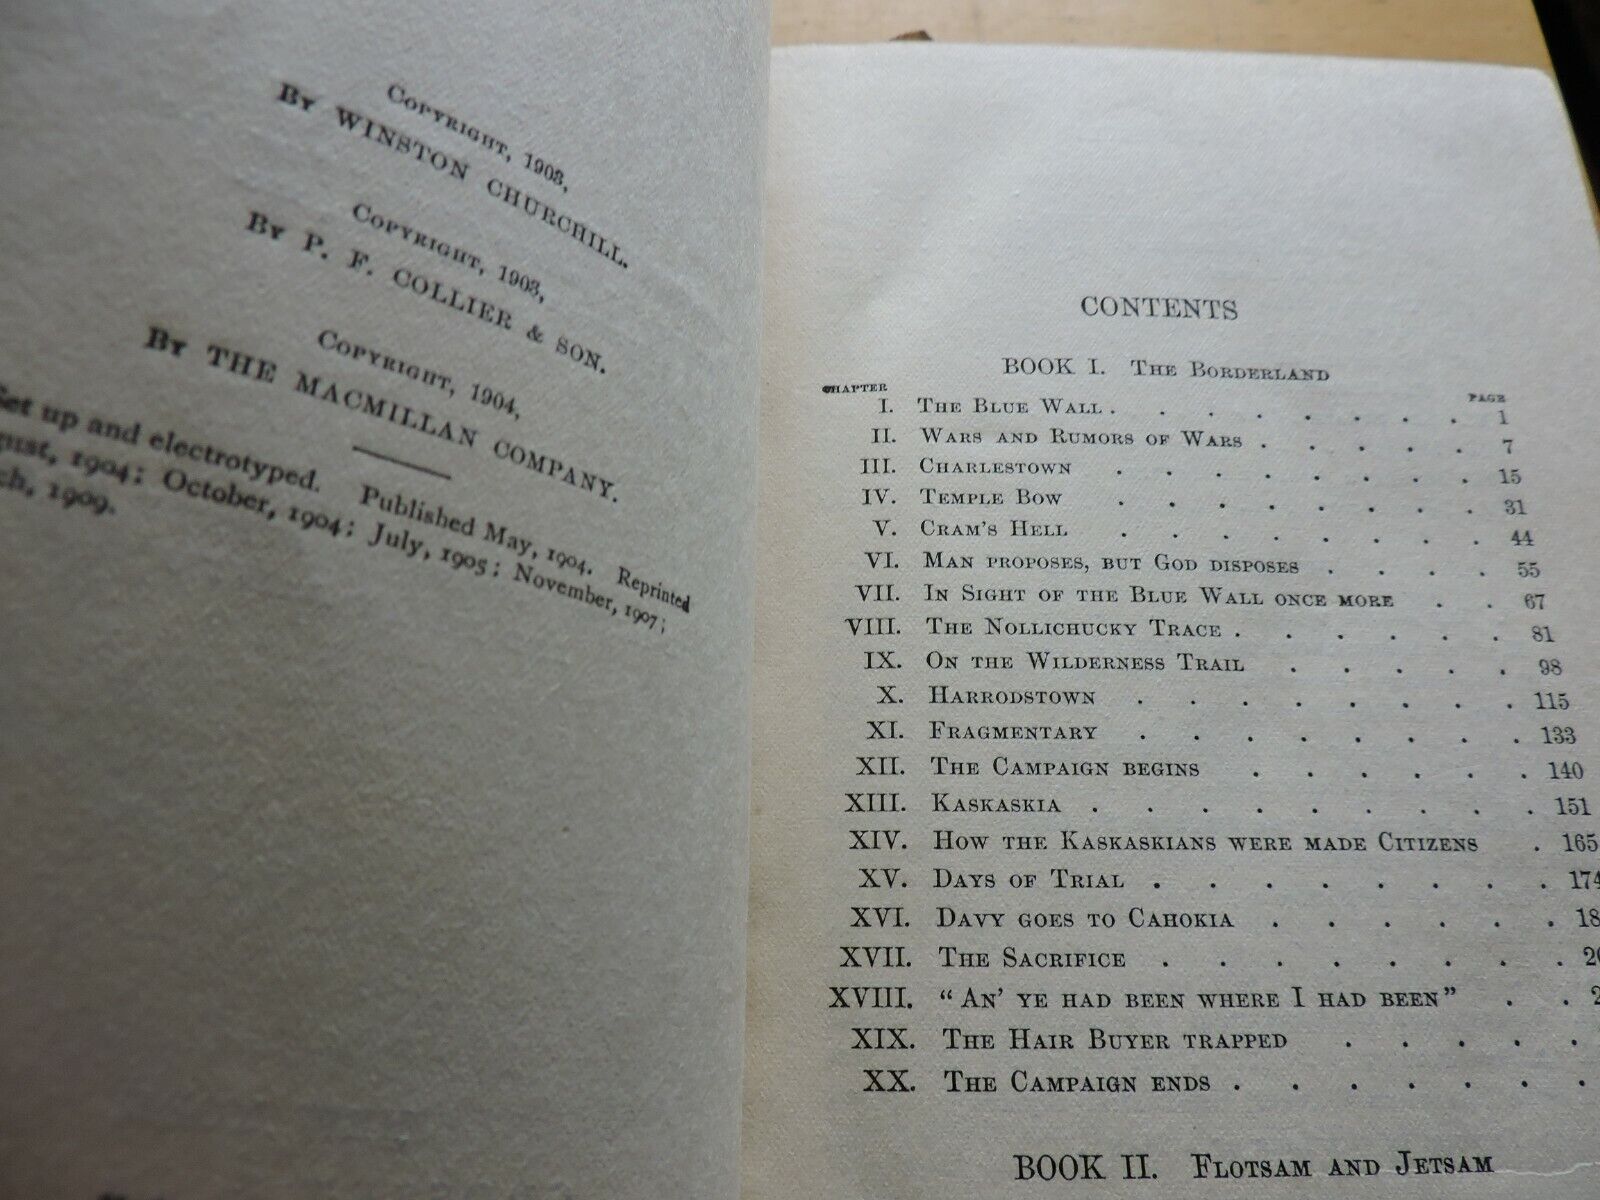 Copyright, 1903,
By WINSTON CHURCHILL.
Copyright, 1903,
By P. F. COLLIER & SON.
Copyright, 1904,
By THE MACMILLAN COMPANY.
Set up and electrotyped. Published May, 1904. Reprinted
gust, 1904; October, 1904; July, 1905; November, 1907;
ch, 1909.
CONTENTS
BOOK I. The Borderland
CHAPTER PAGE
I. The Blue Wall . . . . . . . . 1
II. Wars and Rumors of Wars . . . . . . 7
III. Charlestown . . . . . . . . 15
IV. Temple Bow . . . . . . . . 31
V. Cram's Hell . . . . . . . . 44
VI. Man proposes, but God disposes . . . . 55
VII. In Sight of the Blue Wall once more . . 67
VIII. The Nollichucky Trace . . . . . . 81
IX. On the Wilderness Trail . . . . . 98
X. Harrodstown . . . . . . . . 115
XI. Fragmentary . . . . . . . . 133
XII. The Campaign begins . . . . . . 140
XIII. Kaskaskia . . . . . . . . . 151
XIV. How the Kaskaskians were made Citizens . 165
XV. Days of Trial . . . . . . . . 174
XVI. Davy goes to Cahokia . . . . . . 18
XVII. The Sacrifice . . . . . . . . 20
XVIII. "An' ye had been where I had been" . . 2
XIX. The Hair Buyer trapped . . . . .
XX. The Campaign ends . . . . . . .
BOOK II. Flotsam and Jetsam